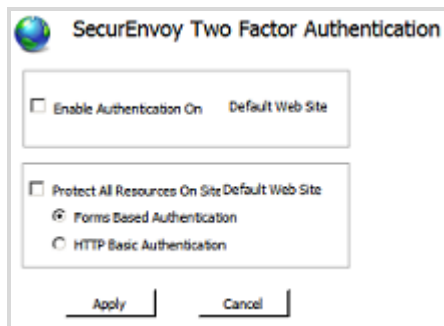 SecurEnvoy Two Factor Authentication
Enable Authentication On Default Web Site
Protect All Resources On Site Default Web Site
Forms Based Authentication
HTTP Basic Authentication
Apply Cancel